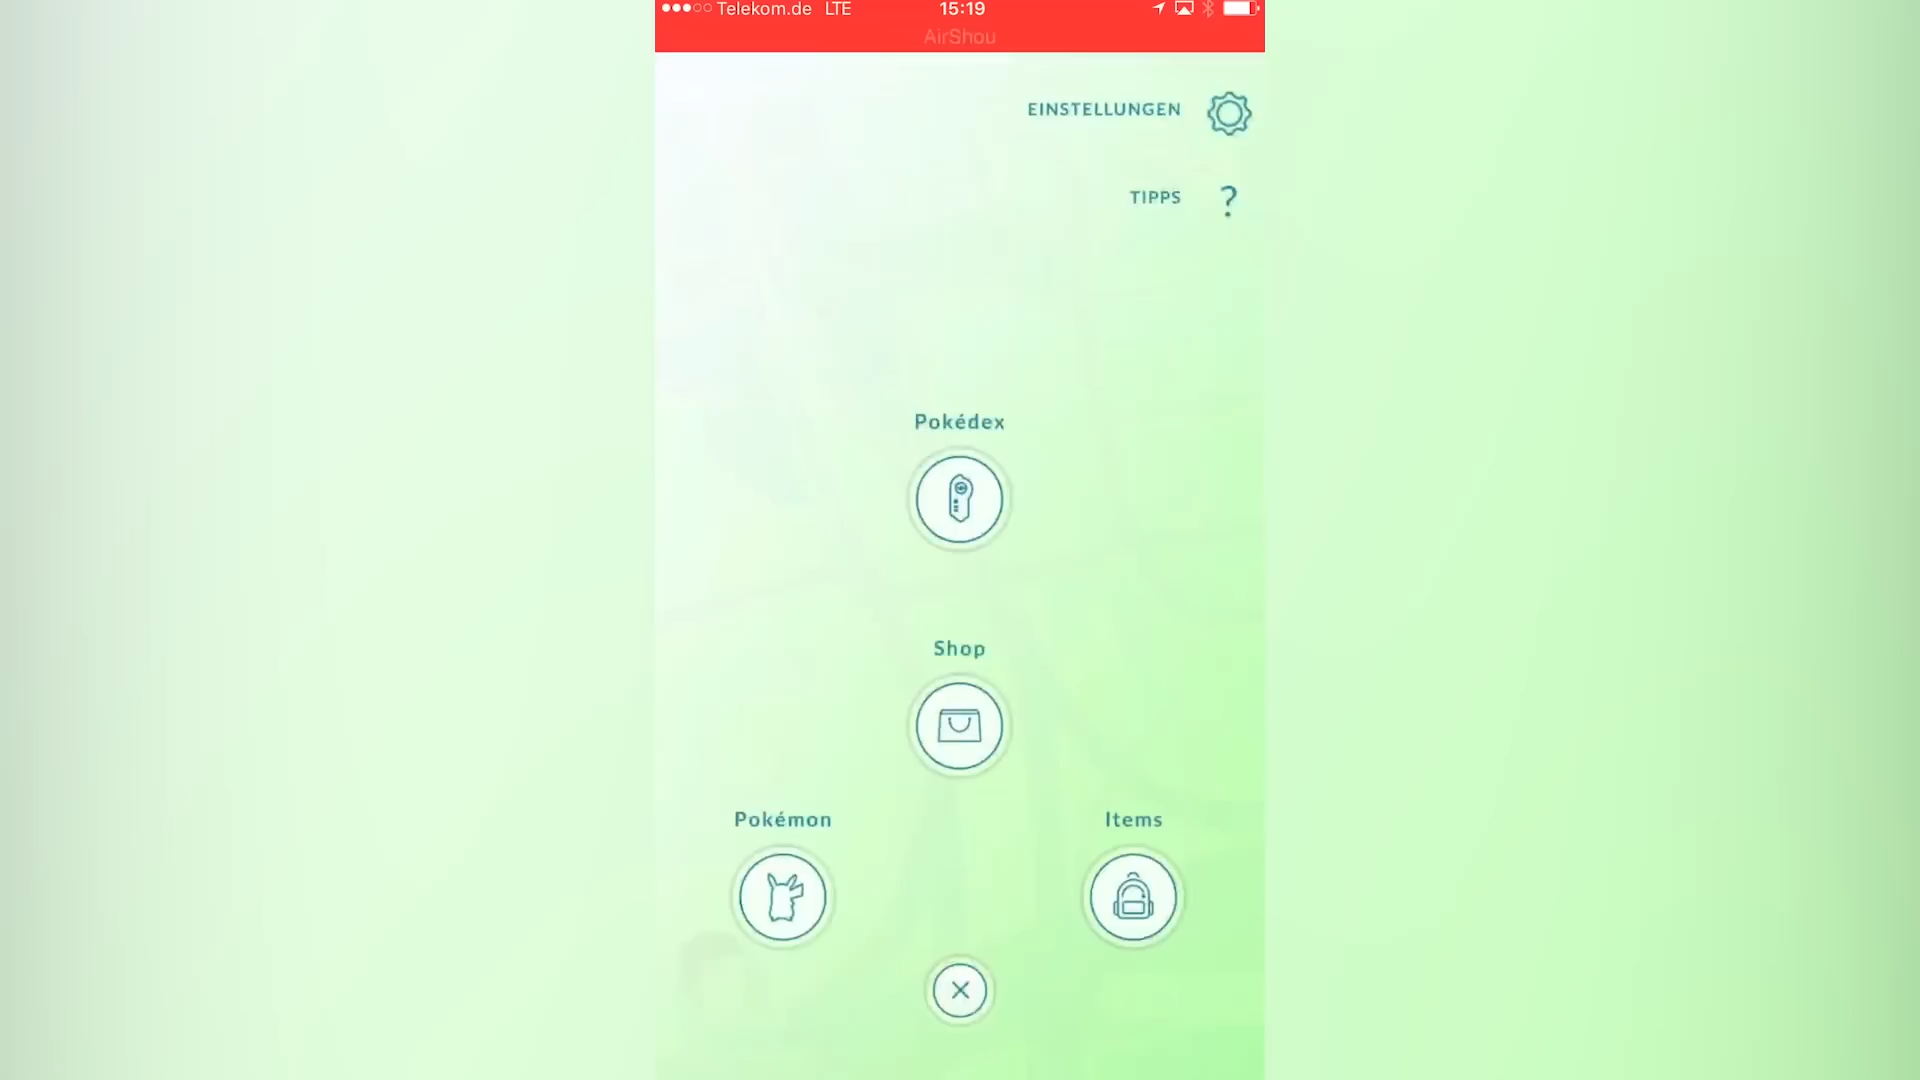 Telekom.de LTE 15:19
AirShou
EINSTELLUNGEN
TIPPS ?
Pokédex
Shop
Pokémon
Items